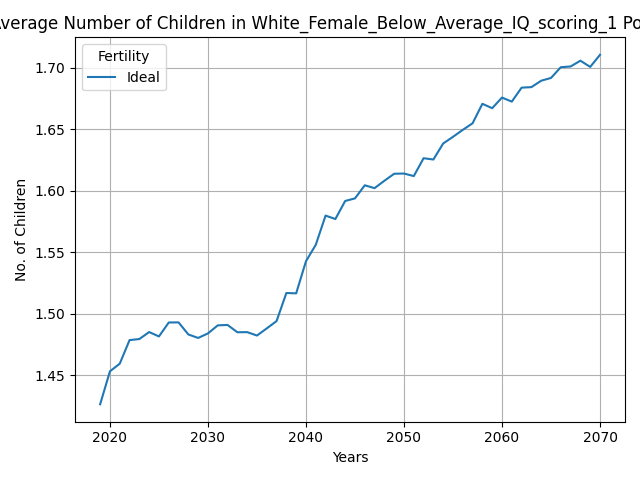 Average Number of Children in White_Female_Below_Average_IQ_scoring_1 Po
Fertility
Ideal
1.70
1.65
1.60
1.55
1.50
1.45
No. of Children
2020 2030 2040 2050 2060 2070
Years